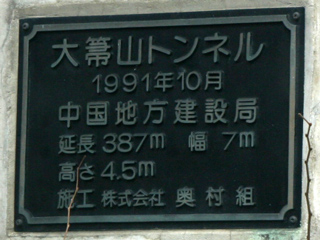 大箒山トンネル
1991年10月
中国地方建設局
延長 387m 幅 7m
高さ 4.5m
施工 株式会社 奥村組